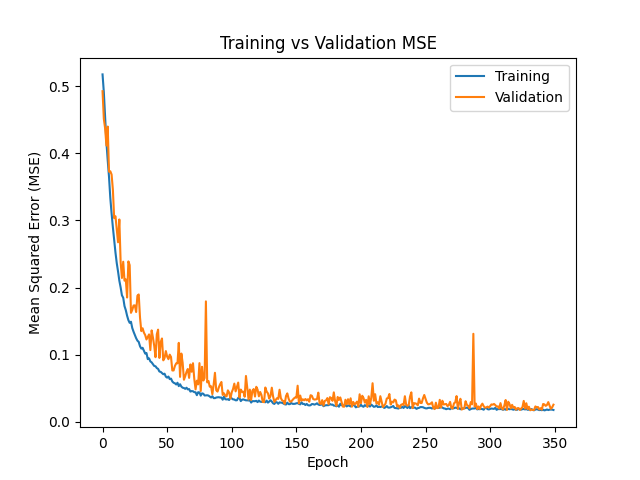 Training vs Validation MSE
Training
Validation
Mean Squared Error (MSE)
0.5
0.4
0.3
0.2
0.1
0.0
0 50 100 150 200 250 300 350
Epoch